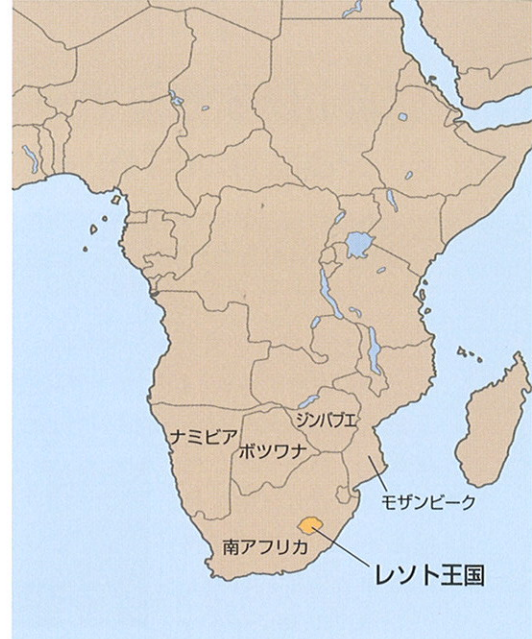 ジンバブエ
ナミビア
ボツワナ
モザンビーク
南アフリカ
レソト王国